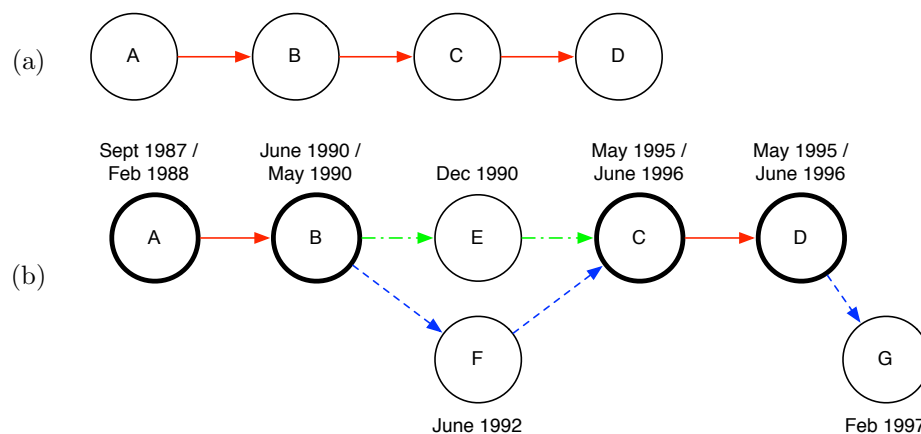 (a)
A
B
C
D
Sept 1987 /
Feb 1988
June 1990 /
May 1990
Dec 1990
May 1995 /
June 1996
May 1995 /
June 1996
A
B
E
C
D
(b)
F
G
June 1992
Feb 1997